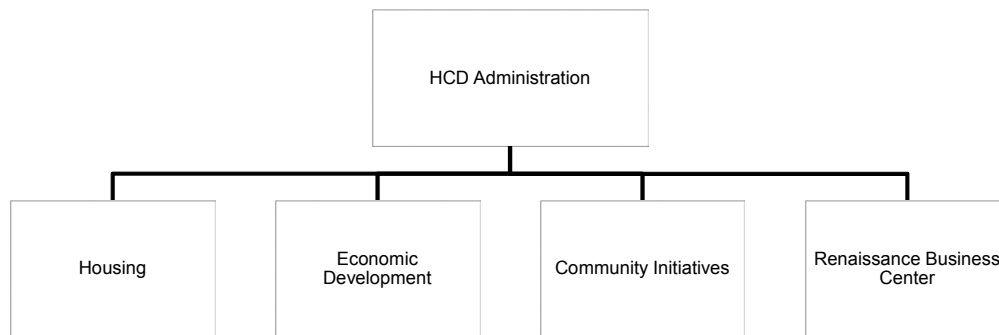 HCD Administration
Housing
Economic
Development
Community Initiatives
Renaissance Business
Center